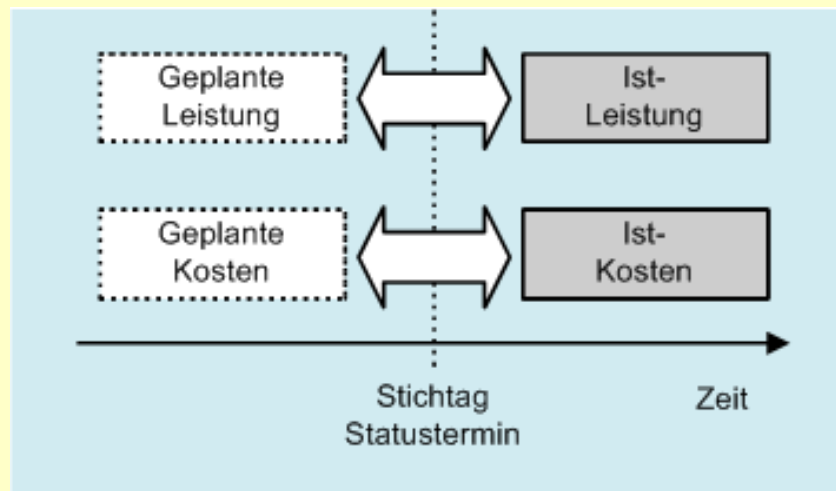 Geplante
Leistung
Ist-
Leistung
Geplante
Kosten
Ist-
Kosten
Stichtag
Statustermin
Zeit